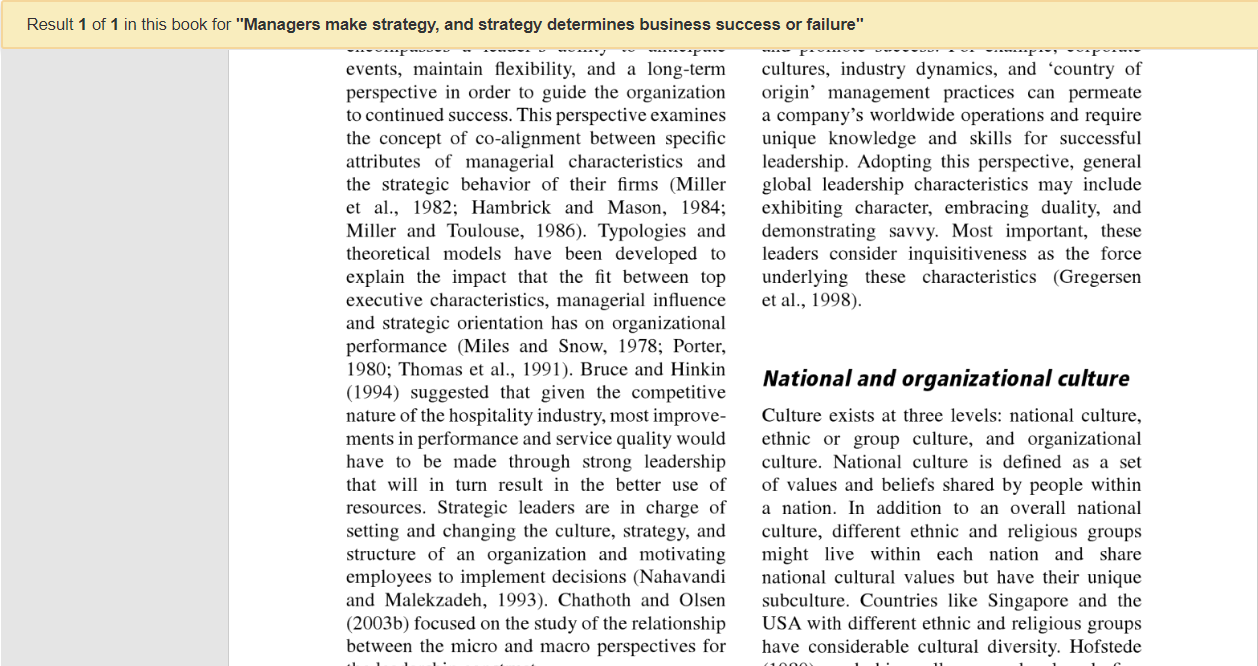 Result 1 of 1 in this book for "Managers make strategy, and strategy determines business success or failure"
encompasses a leader's ability to anticipate
events, maintain flexibility, and a long-term
perspective in order to guide the organization
to continued success. This perspective examines
the concept of co-alignment between specific
attributes of managerial characteristics and
the strategic behavior of their firms (Miller
et al., 1982; Hambrick and Mason, 1984;
Miller and Toulouse, 1986). Typologies and
theoretical models have been developed to
explain the impact that the fit between top
executive characteristics, managerial influence
and strategic orientation has on organizational
performance (Miles and Snow, 1978; Porter,
1980; Thomas et al., 1991). Bruce and Hinkin
(1994) suggested that given the competitive
nature of the hospitality industry, most improve-
ments in performance and service quality would
have to be made through strong leadership
that will in turn result in the better use of
resources. Strategic leaders are in charge of
setting and changing the culture, strategy, and
structure of an organization and motivating
employees to implement decisions (Nahavandi
and Malekzadeh, 1993). Chathoth and Olsen
(2003b) focused on the study of the relationship
between the micro and macro perspectives for
and promote success. For example, corporate
cultures, industry dynamics, and ‘country of
origin’ management practices can permeate
a company’s worldwide operations and require
unique knowledge and skills for successful
leadership. Adopting this perspective, general
global leadership characteristics may include
exhibiting character, embracing duality, and
demonstrating savvy. Most important, these
leaders consider inquisitiveness as the force
underlying these characteristics (Gregersen
et al., 1998).
National and organizational culture
Culture exists at three levels: national culture,
ethnic or group culture, and organizational
culture. National culture is defined as a set
of values and beliefs shared by people within
a nation. In addition to an overall national
culture, different ethnic and religious groups
might live within each nation and share
national cultural values but have their unique
subculture. Countries like Singapore and the
USA with different ethnic and religious groups
have considerable cultural diversity. Hofstede